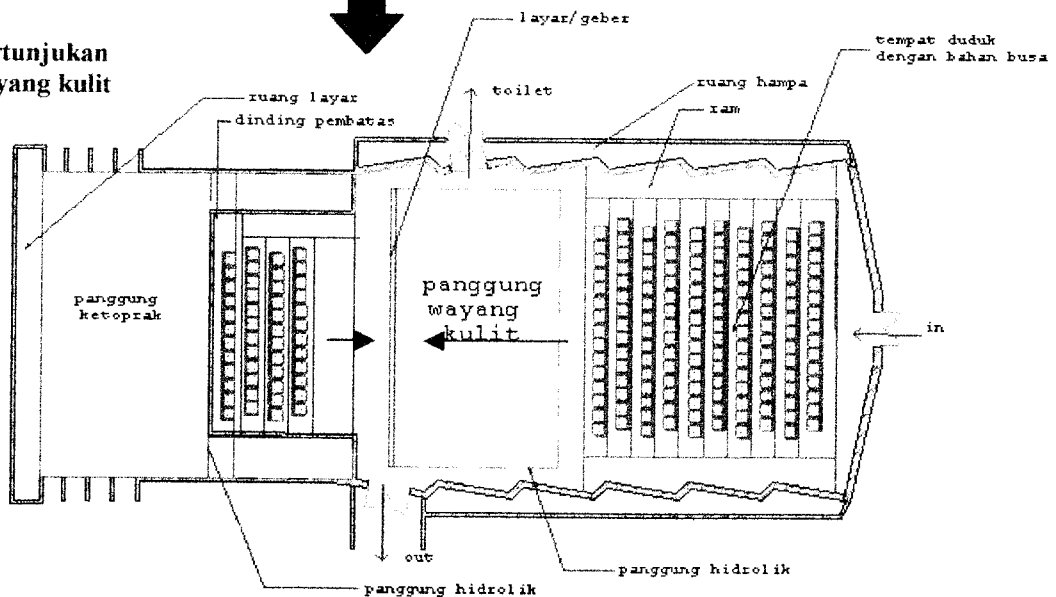 layar/geber
rtunjukan
yang kulit
tempat duduk
dengan bahan busa
ruang layar
dinding pembatas
toilet
ruang hampa
ram
panggung
ketoprak
panggung
wayang
kulit
in
out
panggung hidrolik
panggung hidrolik